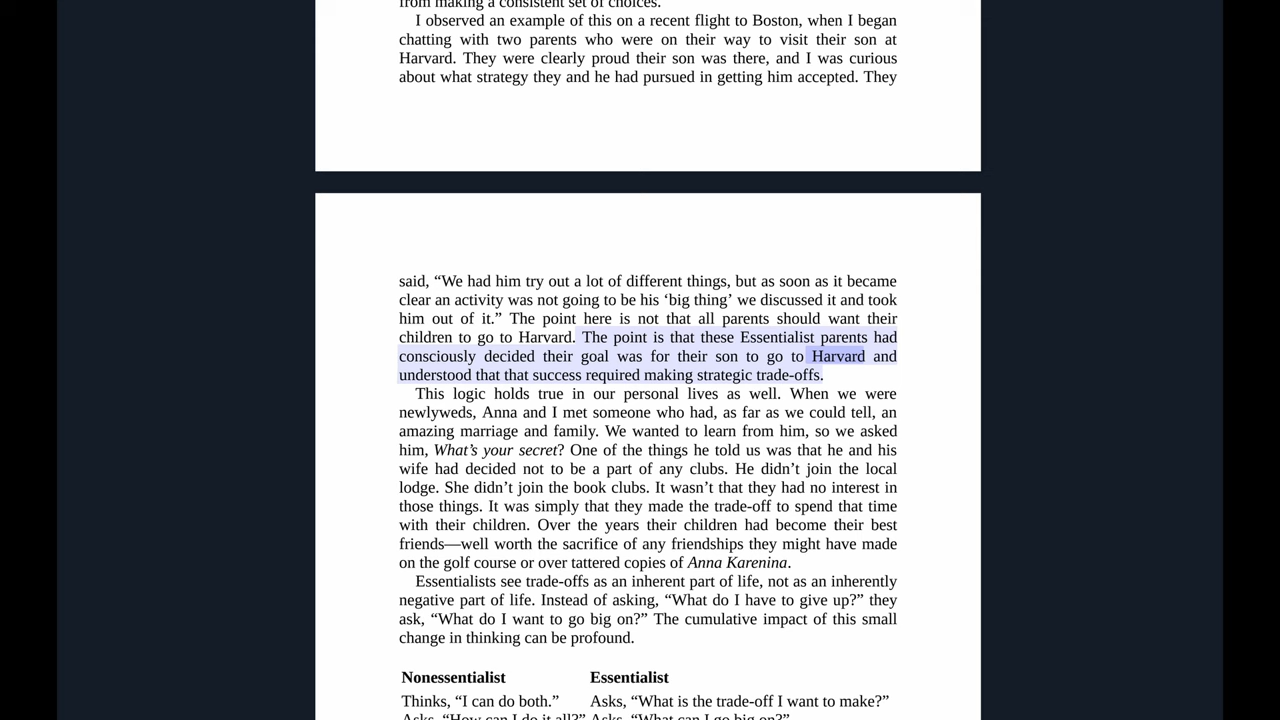 from making a consistent set of choices.
I observed an example of this on a recent flight to Boston, when I began
chatting with two parents who were on their way to visit their son at
Harvard. They were clearly proud their son was there, and I was curious
about what strategy they and he had pursued in getting him accepted. They
said, “We had him try out a lot of different things, but as soon as it became
clear an activity was not going to be his ‘big thing’ we discussed it and took
him out of it.” The point here is not that all parents should want their
children to go to Harvard. The point is that these Essentialist parents had
consciously decided their goal was for their son to go to Harvard and
understood that that success required making strategic trade-offs.
This logic holds true in our personal lives as well. When we were
newlyweds, Anna and I met someone who had, as far as we could tell, an
amazing marriage and family. We wanted to learn from him, so we asked
him, What’s your secret? One of the things he told us was that he and his
wife had decided not to be a part of any clubs. He didn’t join the local
lodge. She didn’t join the book clubs. It wasn’t that they had no interest in
those things. It was simply that they made the trade-off to spend that time
with their children. Over the years their children had become their best
friends—well worth the sacrifice of any friendships they might have made
on the golf course or over tattered copies of Anna Karenina.
Essentialists see trade-offs as an inherent part of life, not as an inherently
negative part of life. Instead of asking, “What do I have to give up?” they
ask, “What do I want to go big on?” The cumulative impact of this small
change in thinking can be profound.
Nonessentialist Essentialist
Thinks, “I can do both.” Asks, “What is the trade-off I want to make?”
Asks, “How can I do it all?” Asks, “What can I go big on?”